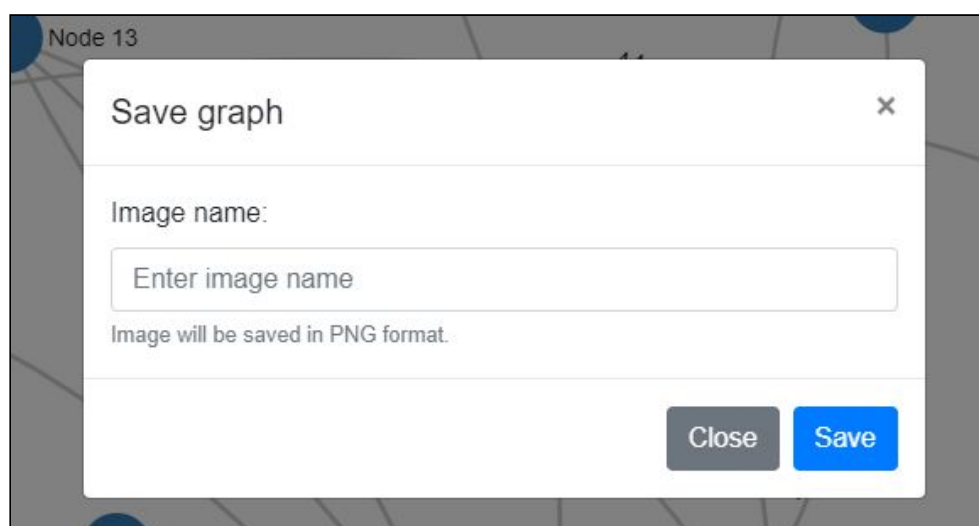 Node 13
Save graph
×
Image name:
Enter image name
Image will be saved in PNG format.
Close
Save